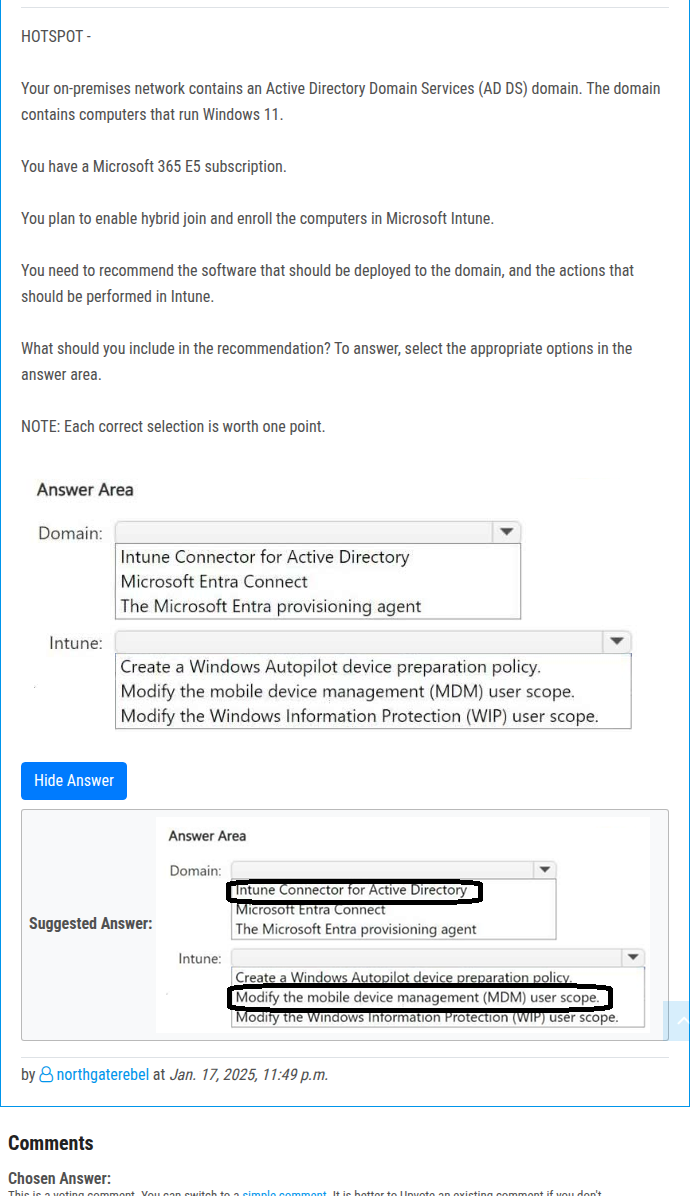 HOTSPOT -
Your on-premises network contains an Active Directory Domain Services (AD DS) domain. The domain
contains computers that run Windows 11.
You have a Microsoft 365 E5 subscription.
You plan to enable hybrid join and enroll the computers in Microsoft Intune.
You need to recommend the software that should be deployed to the domain, and the actions that
should be performed in Intune.
What should you include in the recommendation? To answer, select the appropriate options in the
answer area.
NOTE: Each correct selection is worth one point.
Answer Area
Domain:
Intune Connector for Active Directory
Microsoft Entra Connect
The Microsoft Entra provisioning agent
Intune:
Create a Windows Autopilot device preparation policy.
Modify the mobile device management (MDM) user scope.
Modify the Windows Information Protection (WIP) user scope.
Hide Answer
Suggested Answer:
Answer Area
Domain:
Intune Connector for Active Directory
Microsoft Entra Connect
The Microsoft Entra provisioning agent
Intune:
Create a Windows Autopilot device preparation policy.
Modify the mobile device management (MDM) user scope.
Modify the Windows Information Protection (WIP) user scope.
by northgaterebel at Jan. 17, 2025, 11:49 p.m.
Comments
Chosen Answer:
This is a voting comment. You can switch to a simple comment. It is better to Upvote an existing comment if you don't